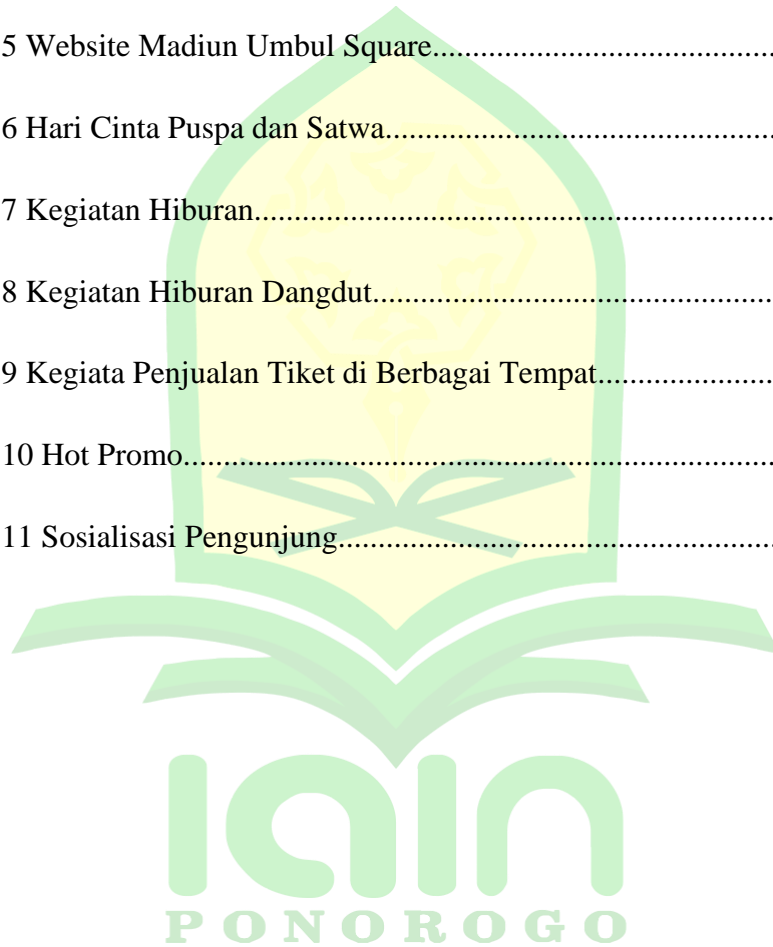 5 Website Madiun Umbul Square.......................................
6 Hari Cinta Puspa dan Satwa.............................................
7 Kegiatan Hiburan..............................................................
8 Kegiatan Hiburan Dangdut...............................................
9 Kegiata Penjualan Tiket di Berbagai Tempat....................
10 Hot Promo.......................................................................
11 Sosialisasi Pengunjung....................................................
iain
PONOROGO